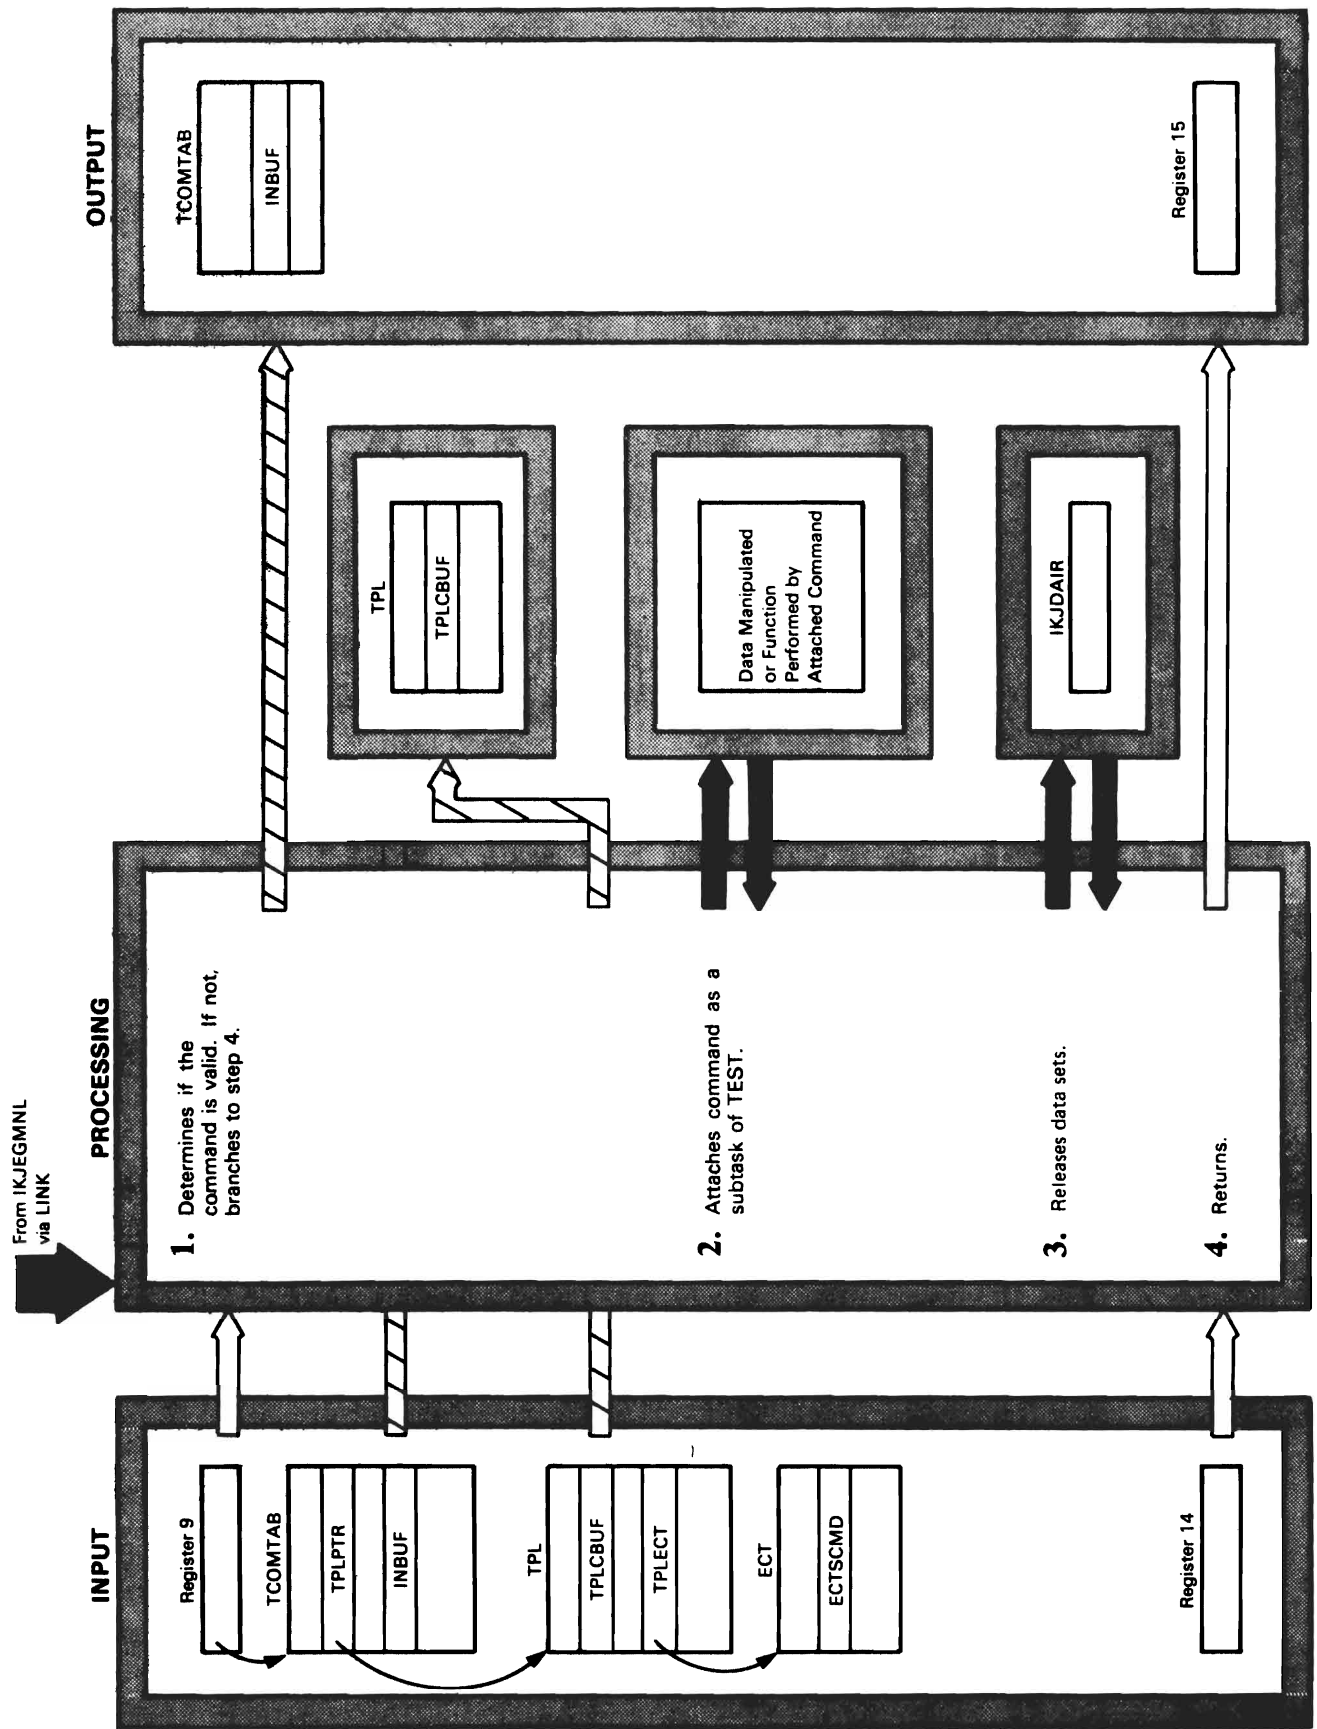 INPUT
Register 9
TCOMTAB
TPLPTR
INBUF
TPL
TPLCBUF
TPLECT
ECT
ECTSCMD
Register 14
From IKJEGMNL
via LINK
PROCESSING
1. Determines if the
command is valid. If not,
branches to step 4.
2. Attaches command as a
subtask of TEST.
3. Releases data sets.
4. Returns.
TPL
TPLCBUF
Data Manipulated
or Function
Performed by
Attached Command
IKJDAIR
OUTPUT
TCOMTAB
INBUF
Register 15